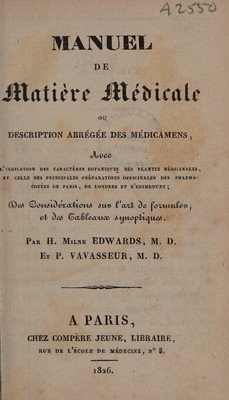 A2550
MANUEL
DE
Matière Médicale
OU
DESCRIPTION ABRÉGÉE DES MÉDICAMENS,
Avec
L'INDICATION DES CARACTÈRES BOTANIQUES DES PLANTES MÉDICINALES,
ET CELLE DES PRINCIPALES PRÉPARATIONS OFFICINALES DES PHARMA-
COPÉES DE PARIS, DE LONDRES ET D'EDIMBOURG;
Des Considérations sur l'art de formuler,
et des Tableaux synoptiques.
PAR H. MILNE EDWARDS, M. D.
ET P. VAVASSEUR, M. D.
A PARIS,
CHEZ COMPÈRE JEUNE, LIBRAIRE,
RUE DE L'ÉCOLE DE MÉDECINE, Nº 8.
1826.